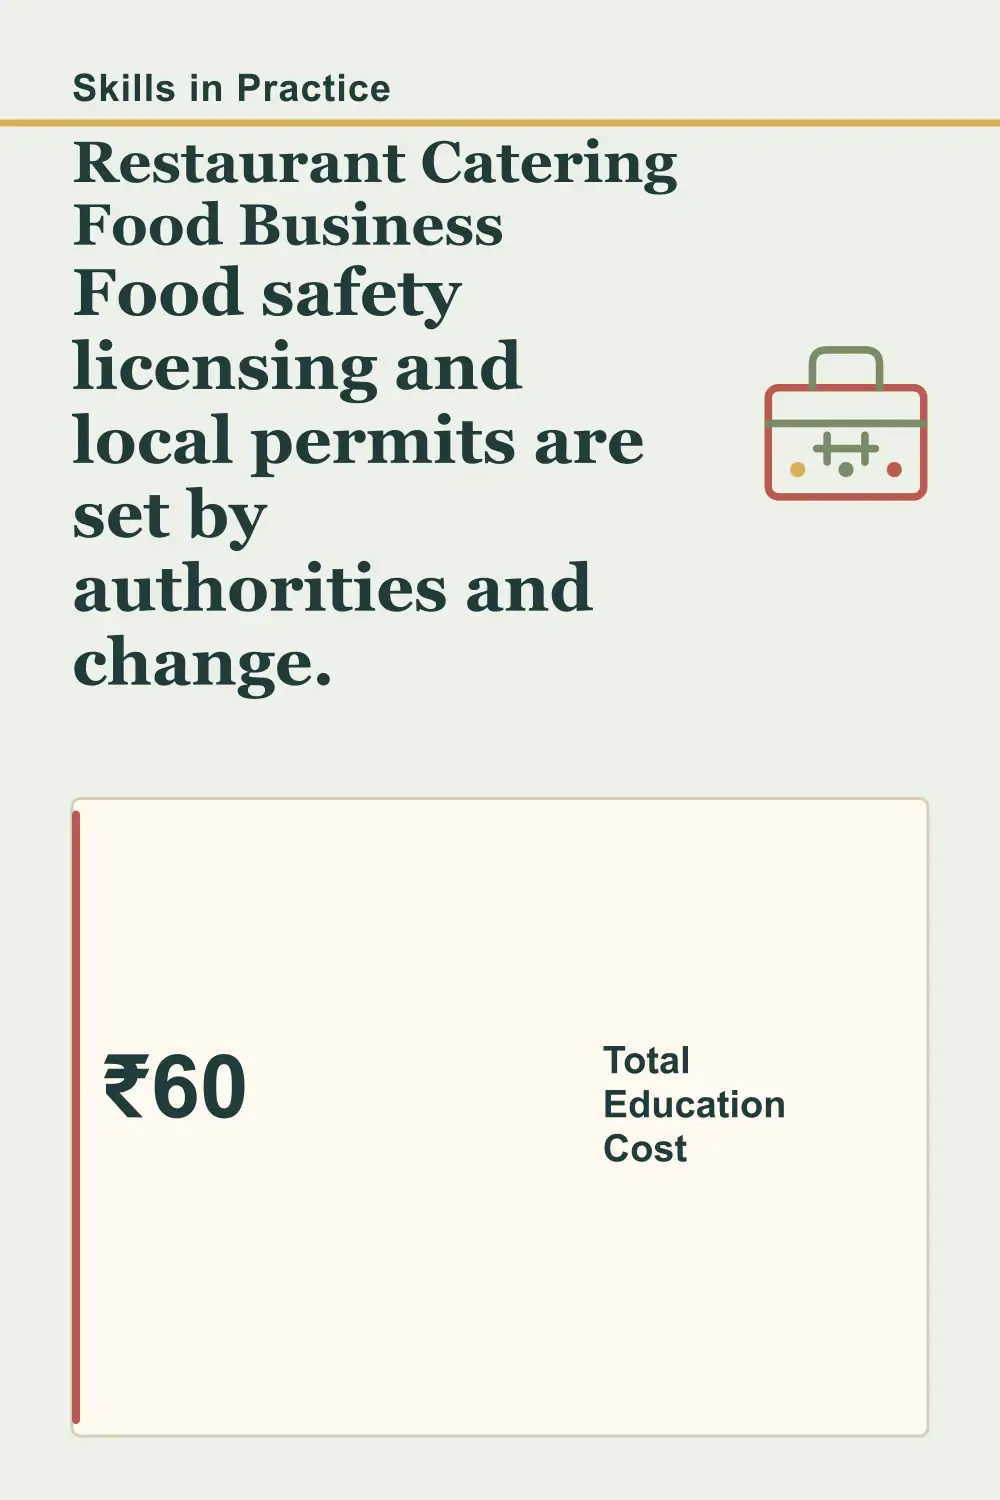 Skills in Practice
Restaurant Catering
Food Business
Food safety
licensing and
local permits are
set by
authorities and
change.
₹60
Total
Education
Cost